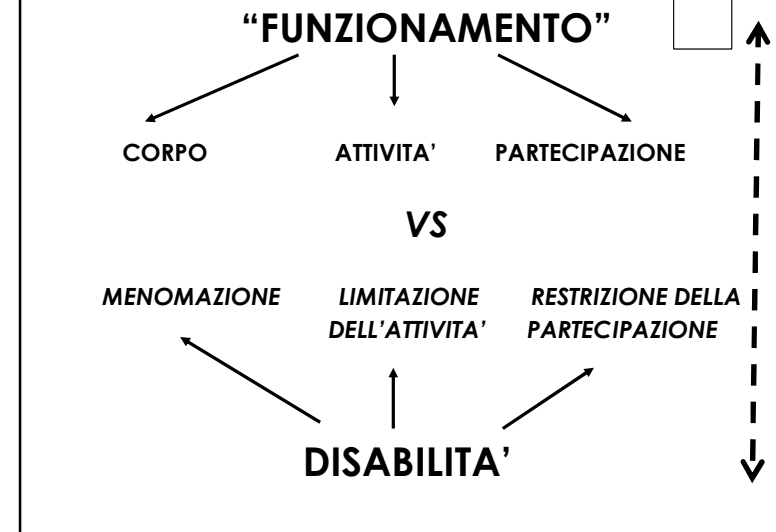 “FUNZIONAMENTO”
CORPO ATTIVITA’ PARTECIPAZIONE
VS
MENOMAZIONE LIMITAZIONE RESTRIZIONE DELLA
DELL’ATTIVITA’ PARTECIPAZIONE
DISABILITA’